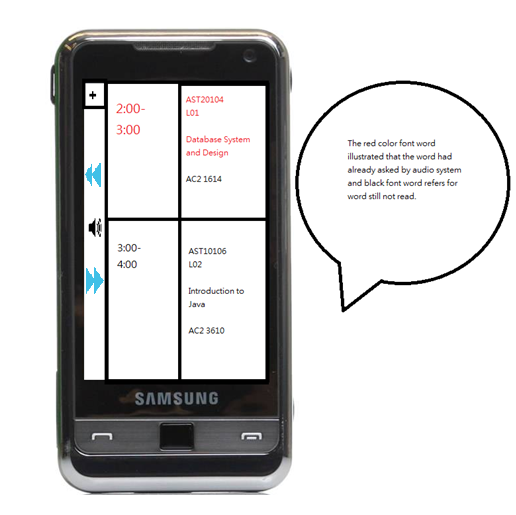 +
2:00-
3:00
AST20104
L01
Database System
and Design
AC2 1614
3:00-
4:00
AST10106
L02
Introduction to
Java
AC2 3610
SAMSUNG
The red color font word
illustrated that the word had
already asked by audio system
and black font word refers for
word still not read.